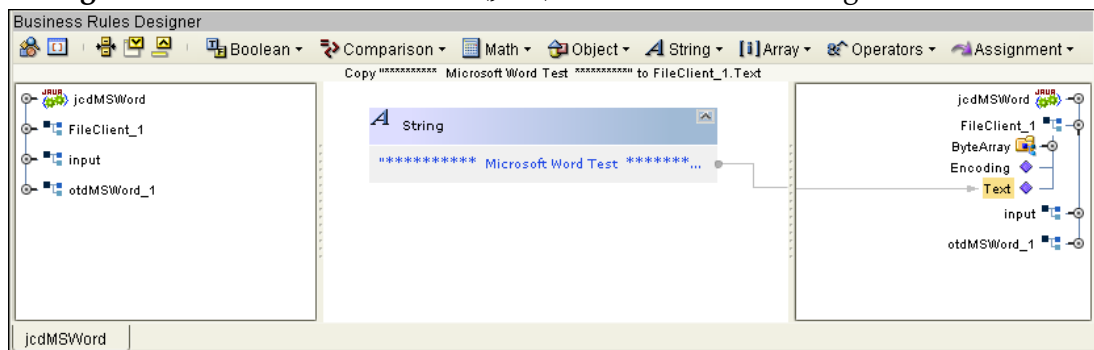 Business Rules Designer
Boolean Comparison Math Object String [i] Array Operators Assignment
Copy "********** Microsoft Word Test **********" to FileClient_1.Text
jcdMSWord
FileClient_1
input
otdMSWord_1
A String
"*********** Microsoft Word Test *******...
jcdMSWord
FileClient_1
ByteArray
Encoding
Text
input
otdMSWord_1
jcdMSWord